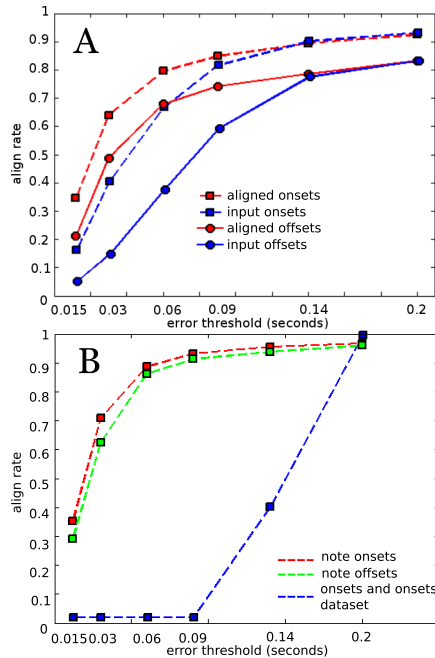 A
1
0.9
0.8
0.7
0.6
0.5
0.4
0.3
0.2
0.1
0
align rate
aligned onsets
input onsets
aligned offsets
input offsets
0.015 0.03 0.06 0.09 0.14 0.2
error threshold (seconds)
B
1
0.9
0.8
0.7
0.6
0.5
0.4
0.3
0.2
0.1
0
align rate
note onsets
note offsets
onsets and onsets
dataset
0.015 0.03 0.06 0.09 0.14 0.2
error threshold (seconds)